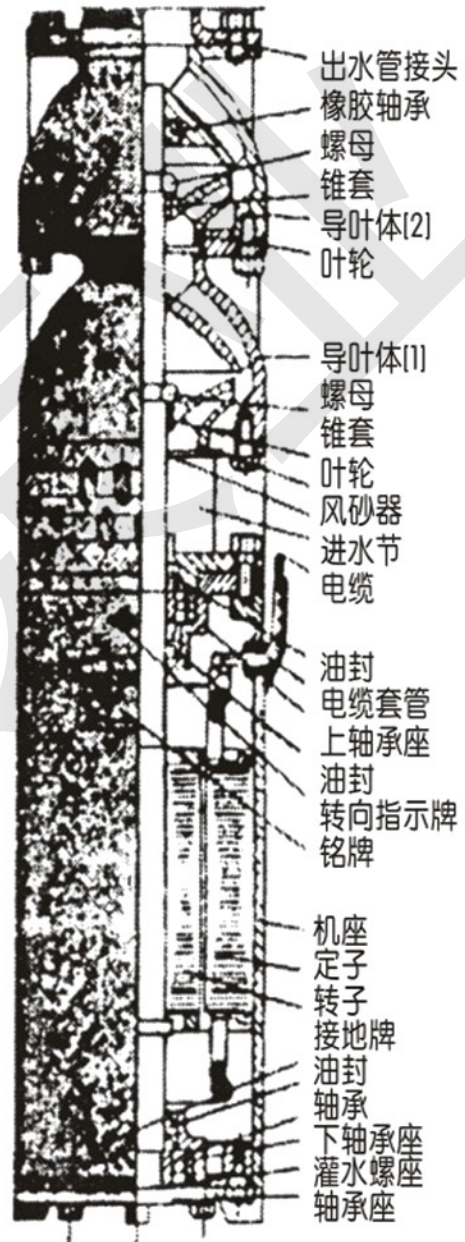 出水管接头
橡胶轴承
螺母
锥套
导叶体(2)
叶轮
导叶体(1)
螺母
锥套
叶轮
风砂器
进水节
电缆
油封
电缆套管
上轴承座
油封
转向指示牌
铭牌
机座
定子
转子
接地牌
油封
轴承
下轴承座
灌水螺座
轴承座